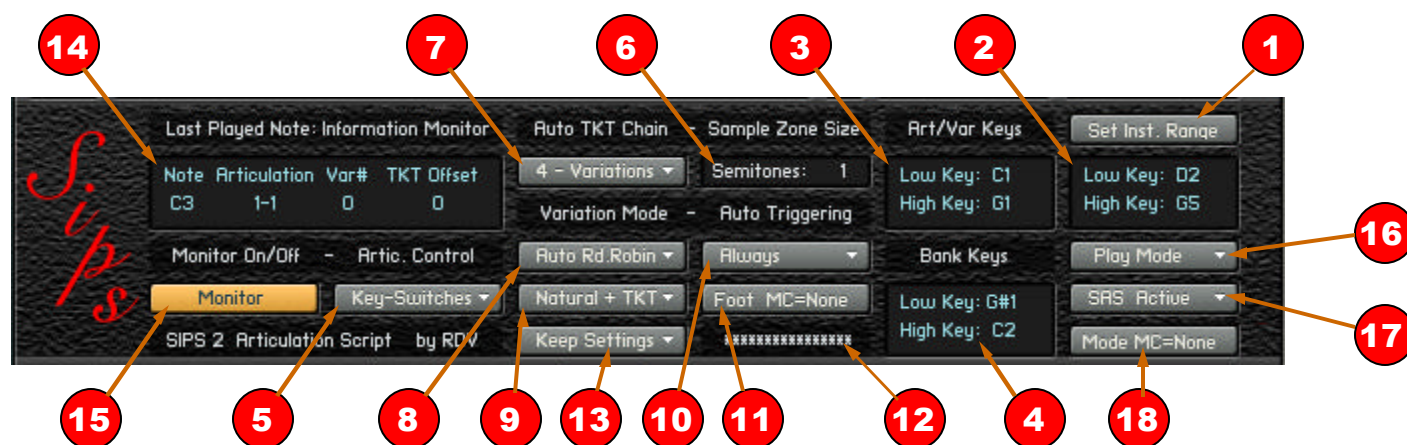 14 7 6 3 2 1
Sips
Last Played Note: Information Monitor
Auto TKT Chain - Sample Zone Size
Art/Var Keys
Set Inst. Range
Note Articulation Var# TKT Offset
C3 1-1 0 0
4 - Variations
Semitones: 1
Low Key: C1
High Key: G1
Low Key: D2
High Key: G5
Variation Mode - Auto Triggering
Monitor On/Off - Artic. Control
Auto Rd.Robin
Always
Bank Keys
Play Mode
16
Monitor
Key-Switches
Natural + TKT
Foot MC=None
Low Key: G#1
High Key: C2
SAS Active
17
SIPS 2 Articulation Script by RDV
Keep Settings
****************
Mode MC=None
15 5 8 9 13 10 11 12 4 18